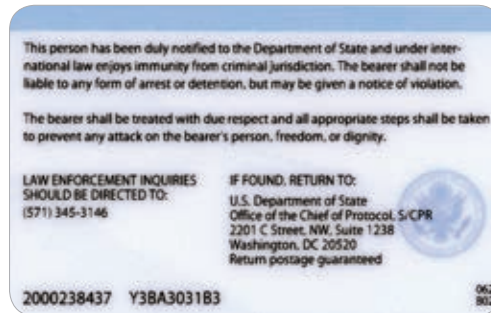 This person has been duly notified to the Department of State and under inter-
national law enjoys immunity from criminal jurisdiction. The bearer shall not be
liable to any form of arrest or detention, but may be given a notice of violation.
The bearer shall be treated with due respect and all appropriate steps shall be taken
to prevent any attack on the bearer's person, freedom, or dignity.
LAW ENFORCEMENT INQUIRIES
SHOULD BE DIRECTED TO:
(571) 345-3146
IF FOUND, RETURN TO:
U.S. Department of State
Office of the Chief of Protocol, S/CPR
2201 C Street, NW, Suite 1238
Washington, DC 20520
Return postage guaranteed
2000238437 Y3BA3031B3